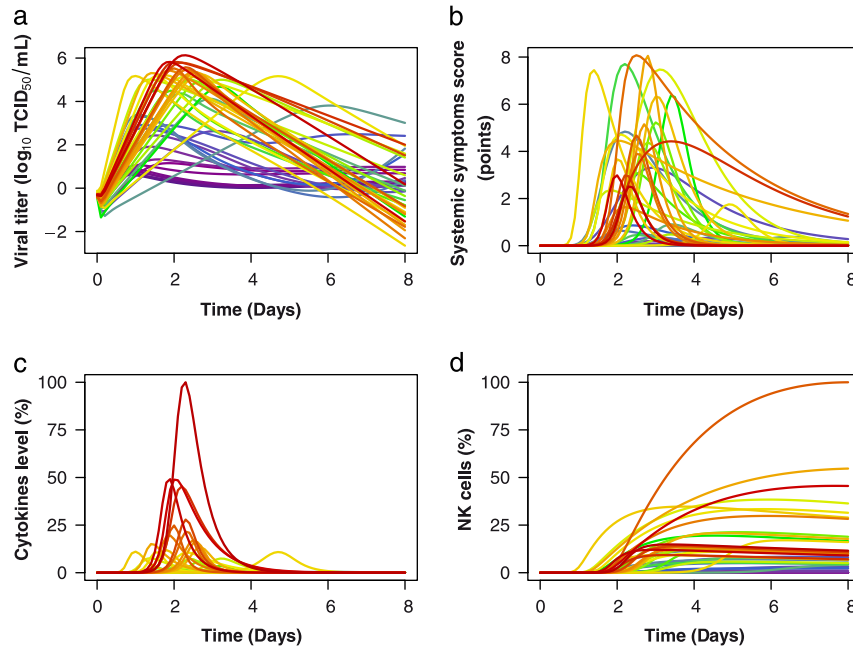 a
b
Viral titer (log10 TCID50/mL)
6
4
2
0
−2
0 2 4 6 8
Time (Days)
Systemic symptoms score
(points)
8
6
4
2
0
0 2 4 6 8
Time (Days)
c
d
Cytokines level (%)
100
75
50
25
0
0 2 4 6 8
Time (Days)
NK cells (%)
100
75
50
25
0
0 2 4 6 8
Time (Days)